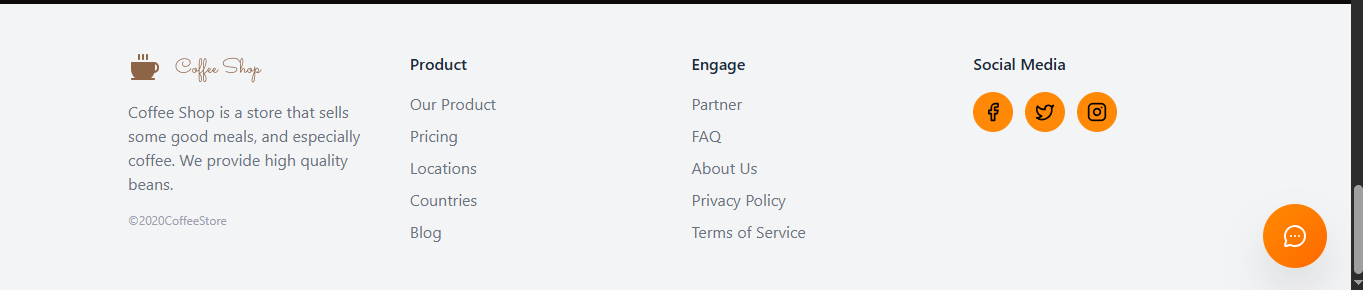 Coffee Shop
Coffee Shop is a store that sells
some good meals, and especially
coffee. We provide high quality
beans.
©2020CoffeeStore
Product
Our Product
Pricing
Locations
Countries
Blog
Engage
Partner
FAQ
About Us
Privacy Policy
Terms of Service
Social Media